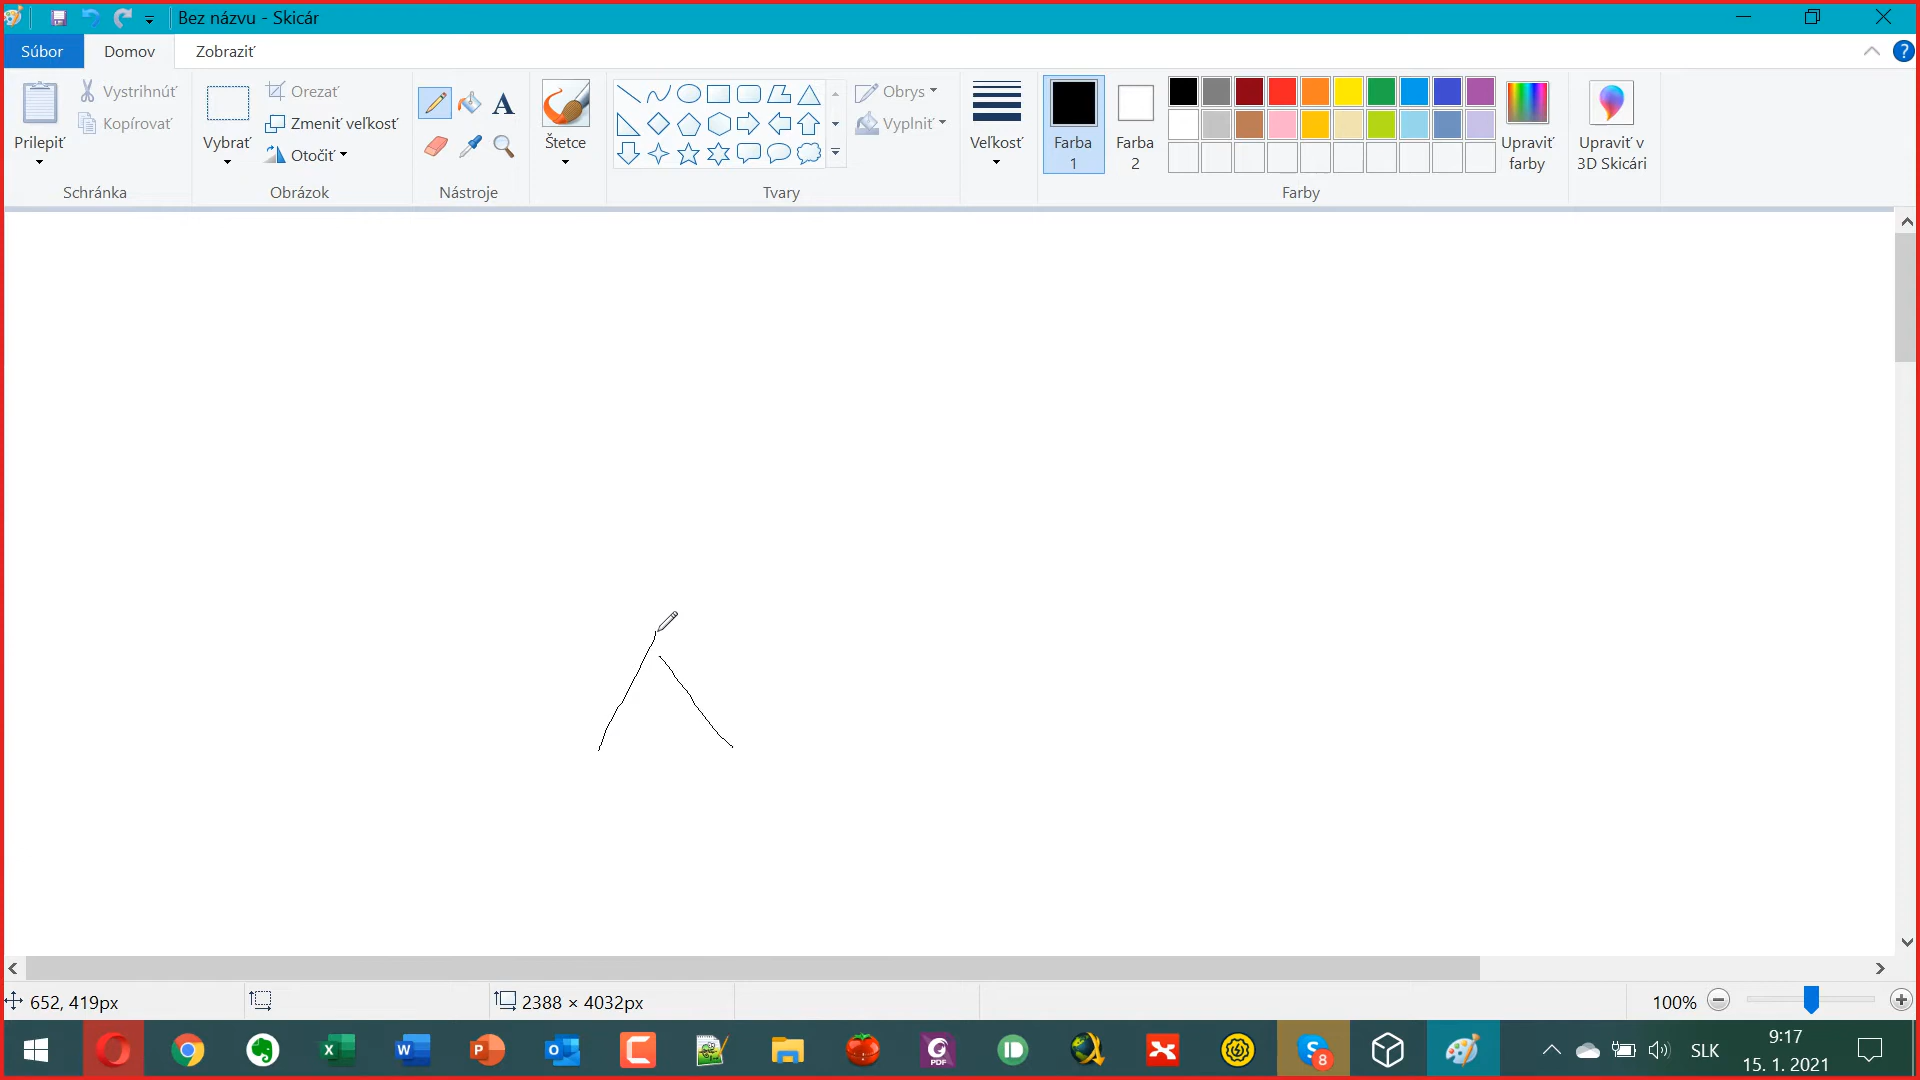 Bez názvu - Skicár
Súbor
Domov
Zobraziť
Prilepiť
Vystrihnúť
Kopírovať
Schránka
Vybrať
Orezať
Zmeniť veľkosť
Otočiť
Obrázok
A
Nástroje
Štetce
Tvary
Obrys
Vyplniť
Veľkosť
Farba
1
Farba
2
Farby
Upraviť
farby
Upraviť v
3D Skicári
?
652, 419px
2388 × 4032px
100%
X
W
P
O
PDF
S
8
SLK
9:17
15. 1. 2021